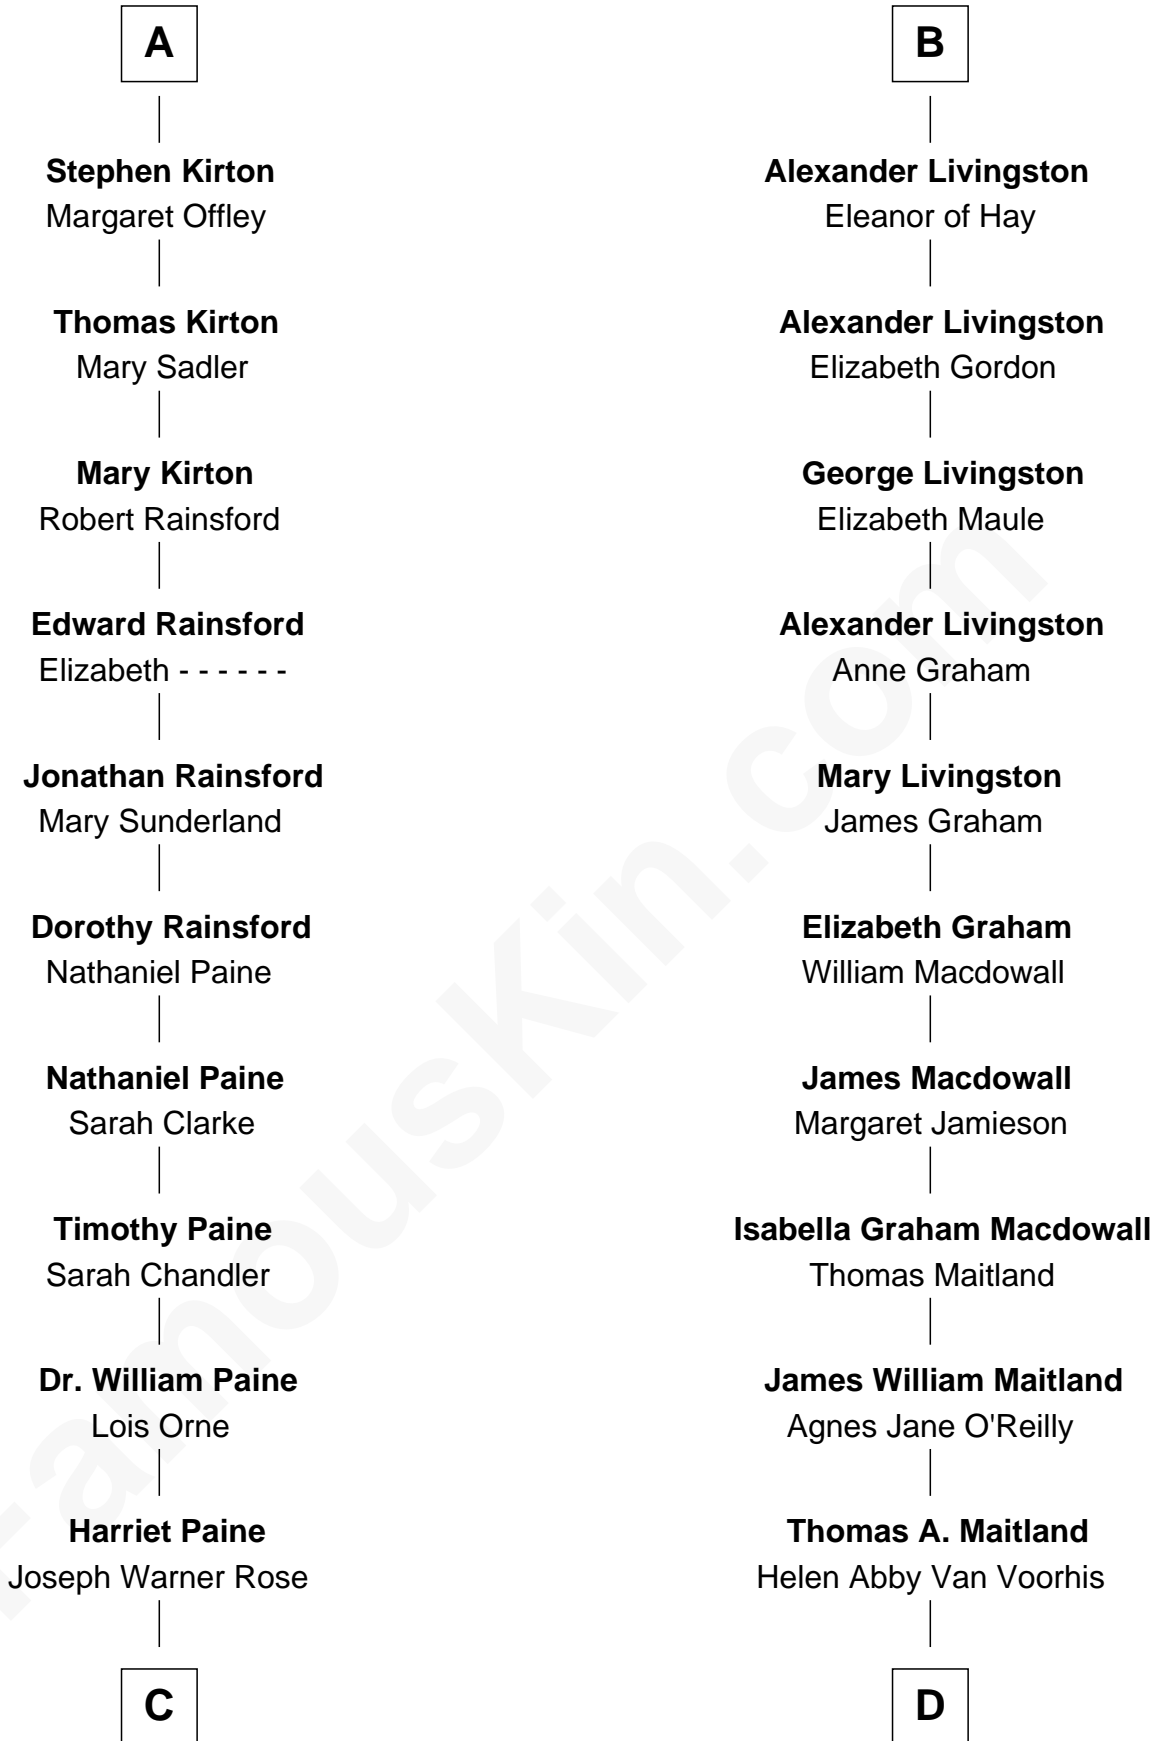 A
Stephen Kirton
Margaret Offley
Thomas Kirton
Mary Sadler
Mary Kirton
Robert Rainsford
Edward Rainsford
Elizabeth - - - - - -
Jonathan Rainsford
Mary Sunderland
Dorothy Rainsford
Nathaniel Paine
Nathaniel Paine
Sarah Clarke
Timothy Paine
Sarah Chandler
Dr. William Paine
Lois Orne
Harriet Paine
Joseph Warner Rose
C
B
Alexander Livingston
Eleanor of Hay
Alexander Livingston
Elizabeth Gordon
George Livingston
Elizabeth Maule
Alexander Livingston
Anne Graham
Mary Livingston
James Graham
Elizabeth Graham
William Macdowall
James Macdowall
Margaret Jamieson
Isabella Graham Macdowall
Thomas Maitland
James William Maitland
Agnes Jane O'Reilly
Thomas A. Maitland
Helen Abby Van Voorhis
D
FamousKin.com